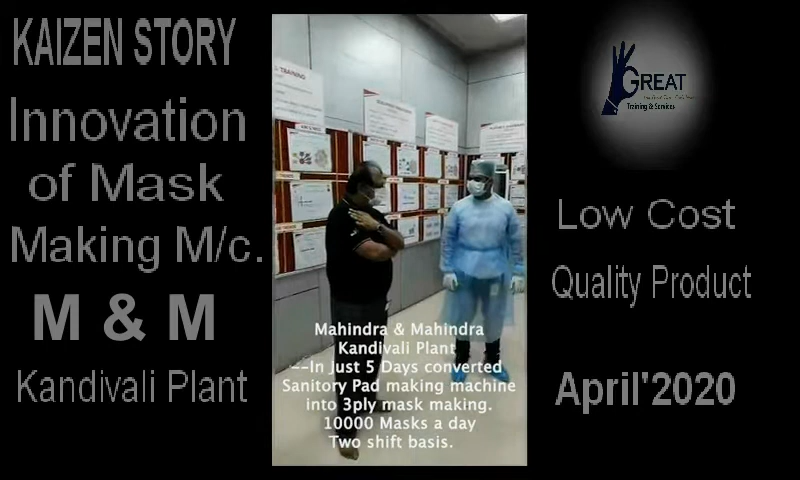 KAIZEN STORY
Innovation
of Mask
Making M/c.
M & M
Kandivali Plant
GREAT
Training & Services
Low Cost
Quality Product
April'2020
& TRAINING
Mahindra & Mahindra
Kandivali Plant
--In just 5 Days converted
Sanitory Pad making machine
into 3ply mask making.
10000 Masks a day
Two shift basis.